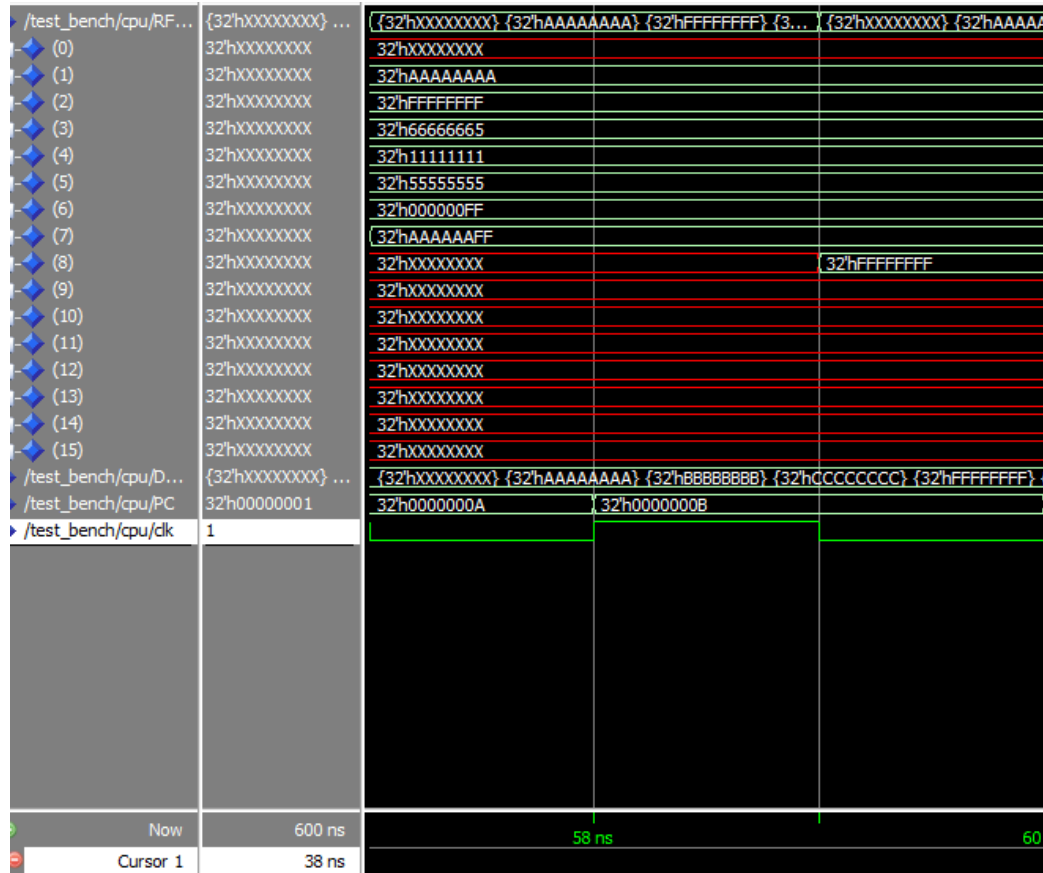 /test_bench/cpu/RF... {32'hXXXXXXXX} ... {32'hXXXXXXXX} {32'hAAAAAAAA} {32'hFFFFFFFF} {3... {32'hXXXXXXXX} {32'hAAAAA
(0) 32'hXXXXXXXX 32'hXXXXXXXX
(1) 32'hXXXXXXXX 32'hAAAAAAAA
(2) 32'hXXXXXXXX 32'hFFFFFFFF
(3) 32'hXXXXXXXX 32'h66666665
(4) 32'hXXXXXXXX 32'h11111111
(5) 32'hXXXXXXXX 32'h55555555
(6) 32'hXXXXXXXX 32'h000000FF
(7) 32'hXXXXXXXX 32'hAAAAAAFF
(8) 32'hXXXXXXXX 32'hXXXXXXXX 32'hFFFFFFFF
(9) 32'hXXXXXXXX 32'hXXXXXXXX
(10) 32'hXXXXXXXX 32'hXXXXXXXX
(11) 32'hXXXXXXXX 32'hXXXXXXXX
(12) 32'hXXXXXXXX 32'hXXXXXXXX
(13) 32'hXXXXXXXX 32'hXXXXXXXX
(14) 32'hXXXXXXXX 32'hXXXXXXXX
(15) 32'hXXXXXXXX 32'hXXXXXXXX
/test_bench/cpu/D... {32'hXXXXXXXX} ... {32'hXXXXXXXX} {32'hAAAAAAAA} {32'hBBBBBBBB} {32'hCCCCCCCC} {32'hFFFFFFFF} {
/test_bench/cpu/PC 32'h00000001 32'h0000000A 32'h0000000B
/test_bench/cpu/clk 1
Now 600 ns 58 ns 60
Cursor 1 38 ns